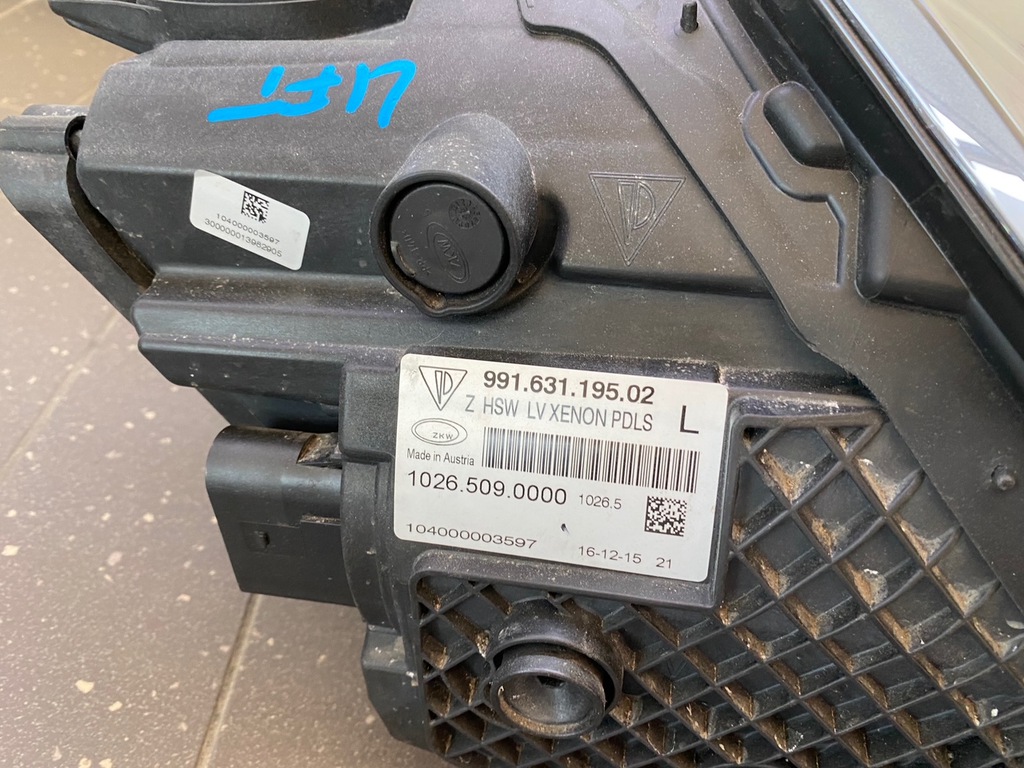 LEFT
104000003597
300000013982905
ZKW
991.631.195.02
Z HSW LV XENON PDLS L
ZKW
Made in Austria
1026.509.0000 1026.5
104000003597 16-12-15 21